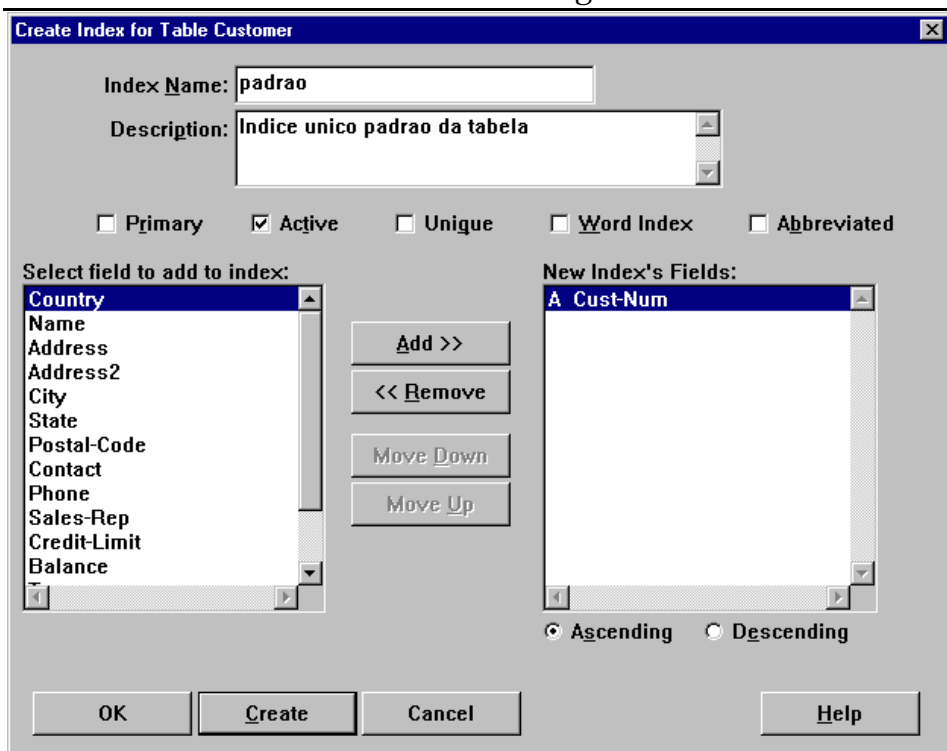 Create Index for Table Customer
Index Name: padrao
Description: Indice unico padrao da tabela
Primary Active Unique Word Index Abbreviated
Select field to add to index:
Country
Name
Address
Address2
City
State
Postal-Code
Contact
Phone
Sales-Rep
Credit-Limit
Balance
Add >>
<< Remove
Move Down
Move Up
New Index's Fields:
A Cust-Num
Ascending Descending
OK Create Cancel Help